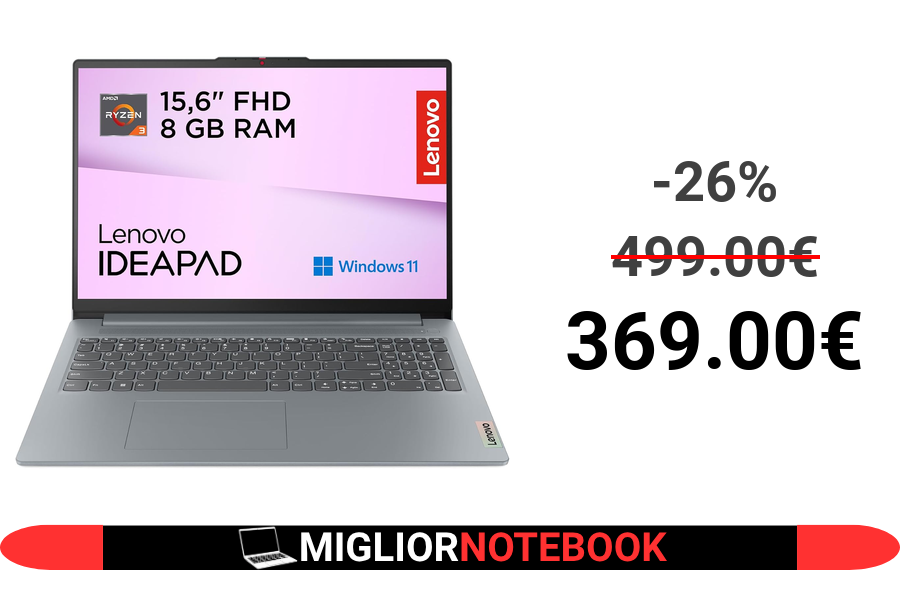 AMD
RYZEN
3
15,6" FHD
8 GB RAM
Lenovo
Lenovo
IDEAPAD
Windows 11
Lenovo
-26%
499.00€
369.00€
MIGLIORNOTEBOOK